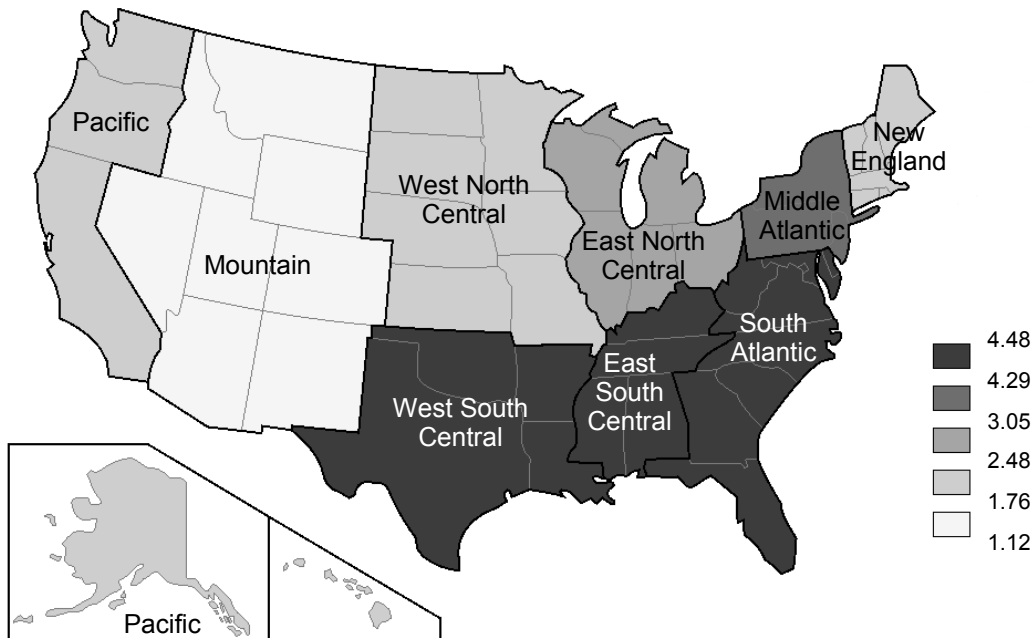 Pacific
New
England
West North
Central
Middle
Atlantic
East North
Central
Mountain
South
Atlantic
East
South
Central
West South
Central
4.48
4.29
3.05
2.48
1.76
1.12
Pacific